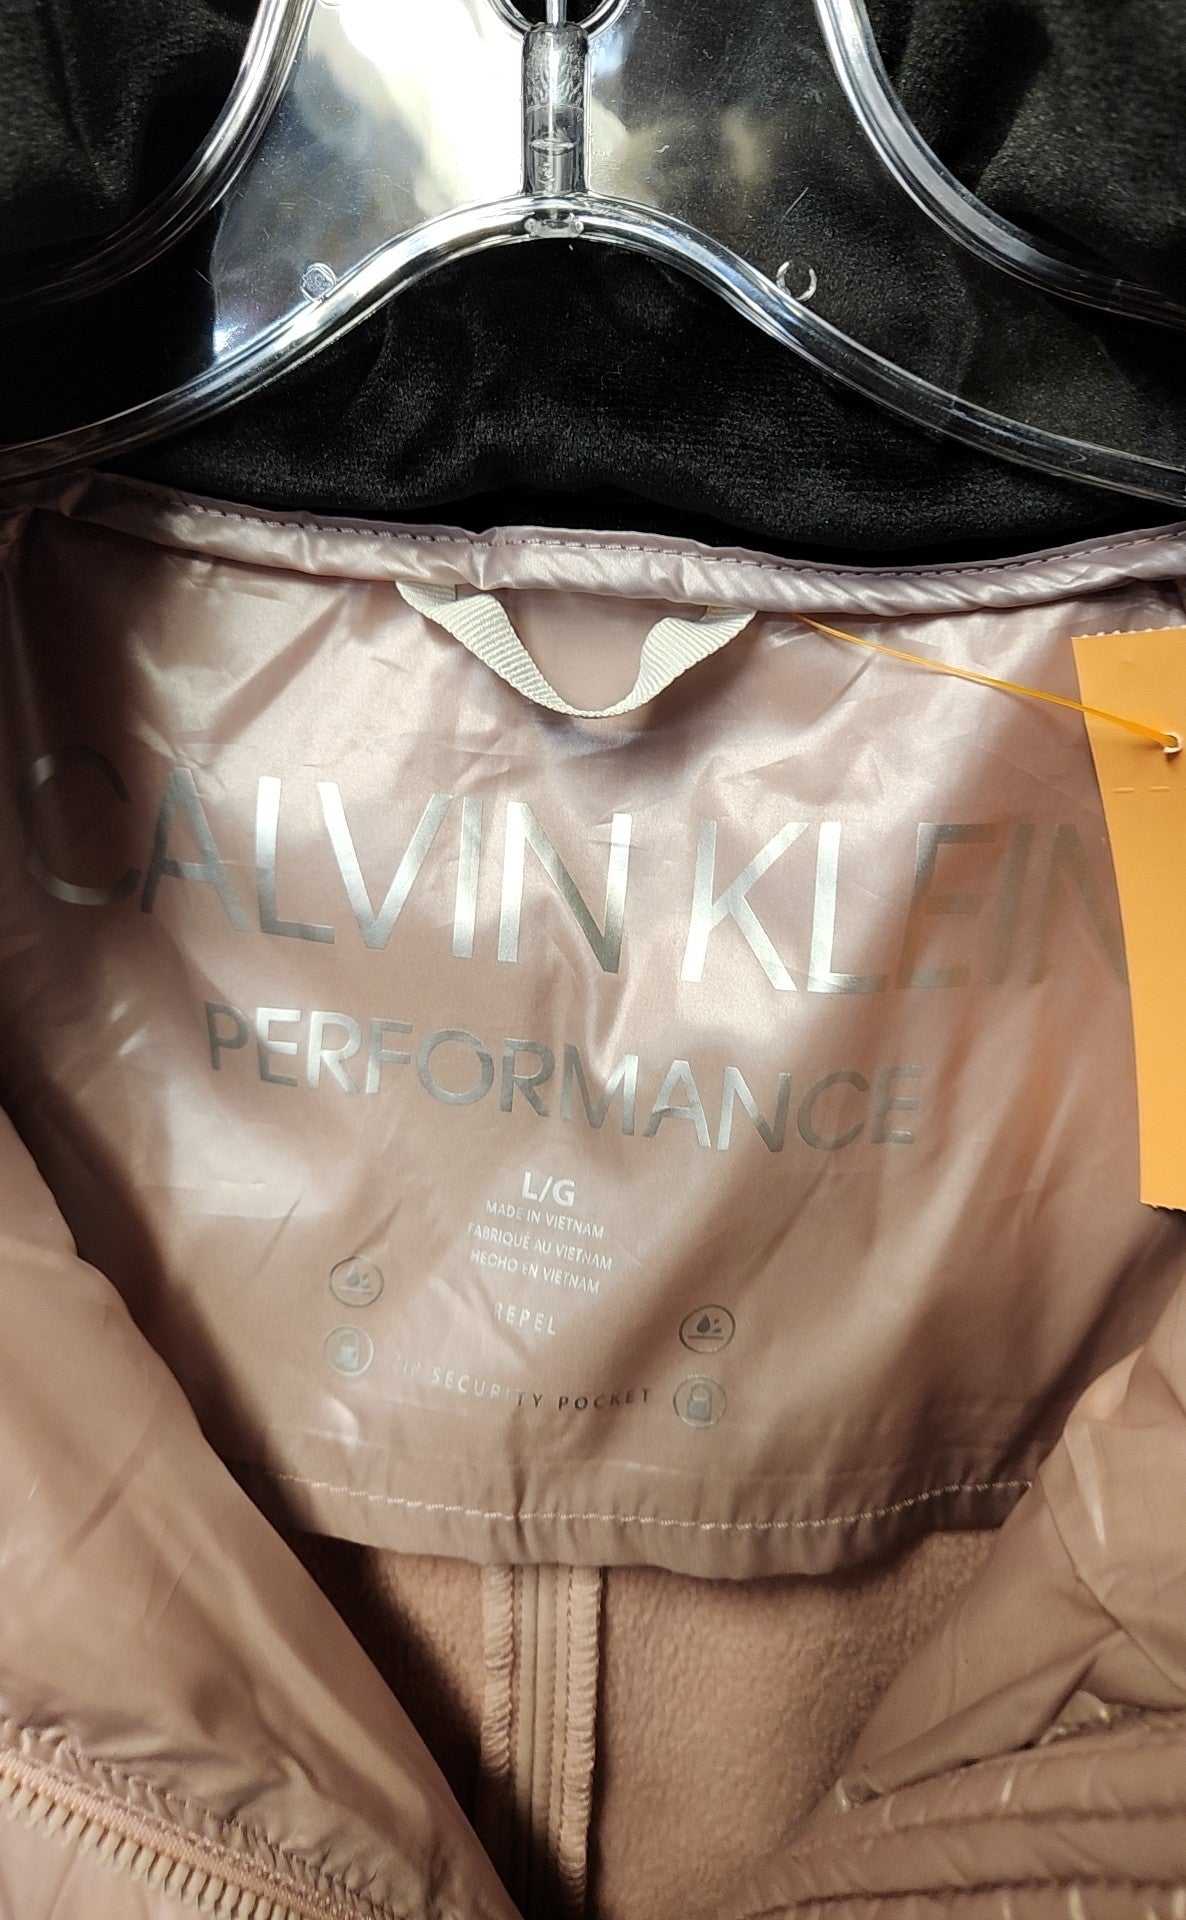 CALVIN KLEIN
PERFORMANCE
L/G
MADE IN VIETNAM
FABRIQUÉ AU VIETNAM
HECHO EN VIETNAM
REPEL
ZIP SECURITY POCKET